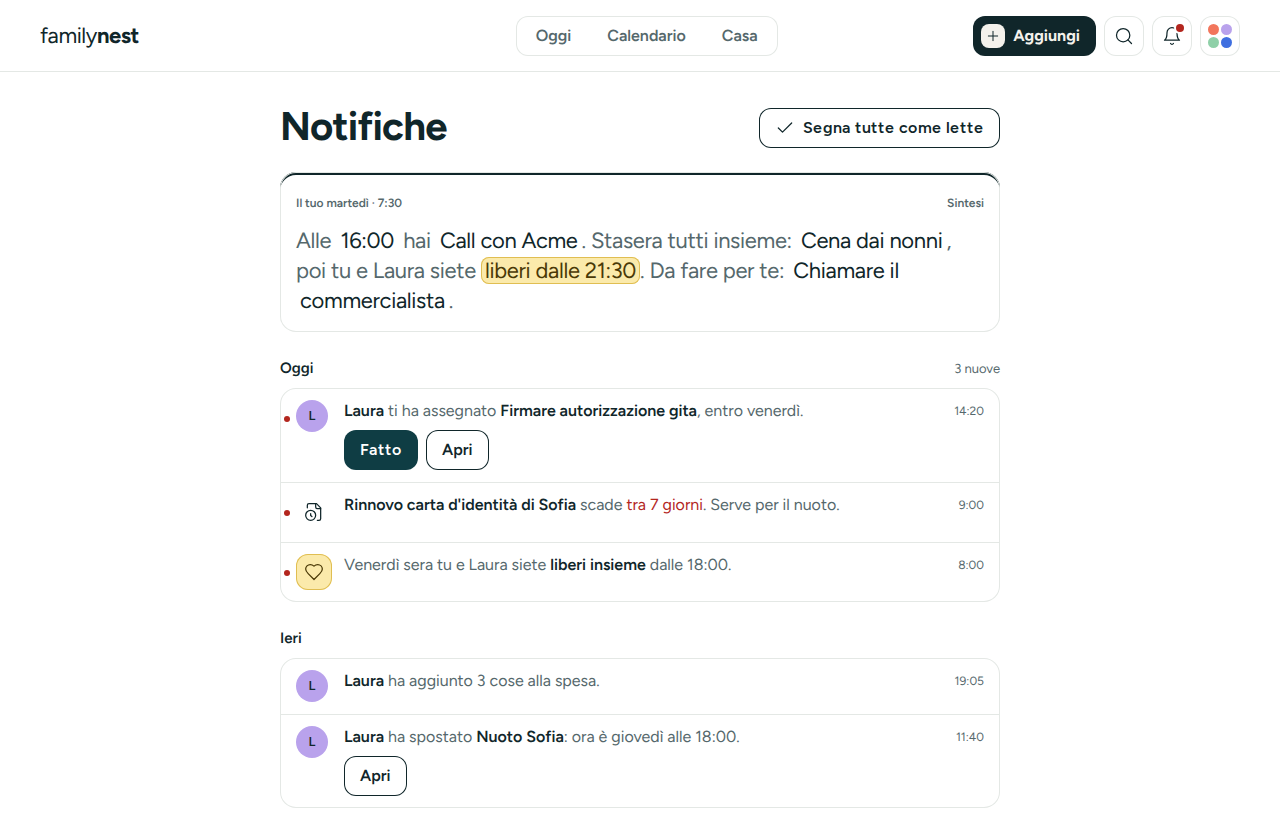 familynest
Oggi
Calendario
Casa
Aggiungi
Notifiche
Segna tutte come lette
Il tuo martedì · 7:30
Sintesi
Alle 16:00 hai Call con Acme. Stasera tutti insieme: Cena dai nonni,
poi tu e Laura siete liberi dalle 21:30. Da fare per te: Chiamare il
commercialista.
Oggi
3 nuove
L
Laura ti ha assegnato Firmare autorizzazione gita, entro venerdì.
14:20
Fatto
Apri
Rinnovo carta d'identità di Sofia scade tra 7 giorni. Serve per il nuoto.
9:00
Venerdì sera tu e Laura siete liberi insieme dalle 18:00.
8:00
Ieri
L
Laura ha aggiunto 3 cose alla spesa.
19:05
L
Laura ha spostato Nuoto Sofia: ora è giovedì alle 18:00.
11:40
Apri